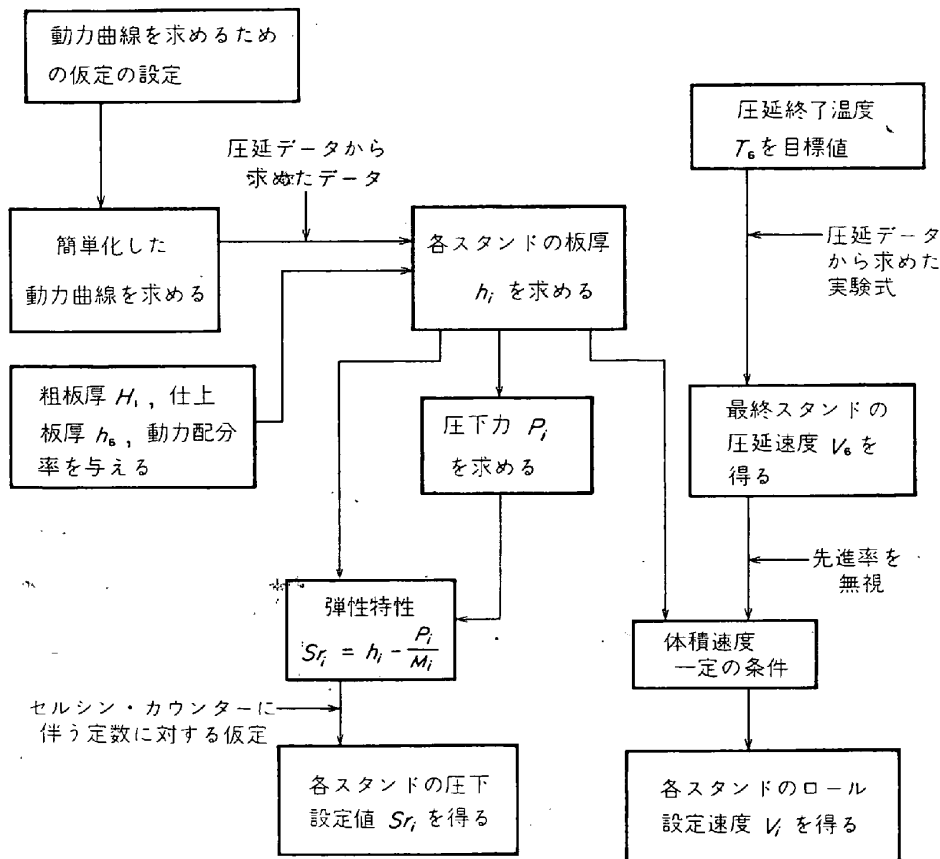 動力曲線を求めるため
の仮定の設定
圧延終了温度
T₆を目標値
圧延データから
求めたデータ
簡単化した
動力曲線を求める
各スタンドの板厚
hᵢ を求める
圧延データ
から求めた
実験式
粗板厚 H₁, 仕上
板厚 h₆, 動力配分
率を与える
圧下力 Pᵢ
を求める
最終スタンドの
圧延速度 V₆ を
得る
先進率を
無視
弾性特性
Srᵢ = hᵢ - Pᵢ/Mᵢ
体積速度
一定の条件
セルシン・カウンターに
伴う定数に対する仮定
各スタンドの圧下
設定値 Srᵢ を得る
各スタンドのロール
設定速度 Vᵢ を得る